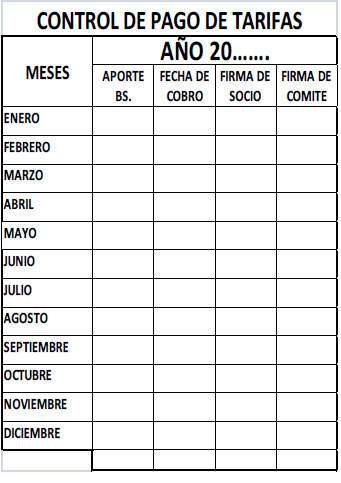 CONTROL DE PAGO DE TARIFAS
MESES
AÑO 20…….
APORTE BS.
FECHA DE COBRO
FIRMA DE SOCIO
FIRMA DE COMITE
ENERO
FEBRERO
MARZO
ABRIL
MAYO
JUNIO
JULIO
AGOSTO
SEPTIEMBRE
OCTUBRE
NOVIEMBRE
DICIEMBRE